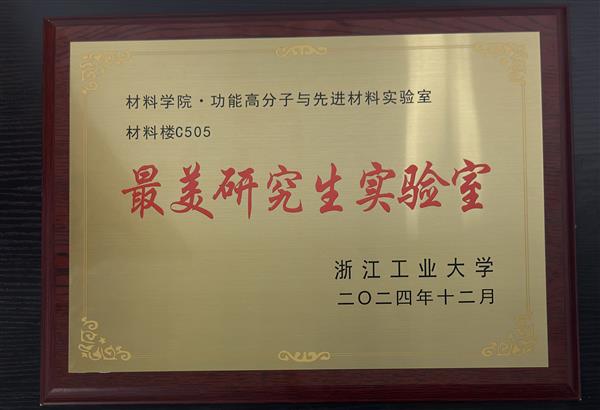 材料学院·功能高分子与先进材料实验室
材料楼C505
最美研究生实验室
浙江工业大学
二〇二四年十二月